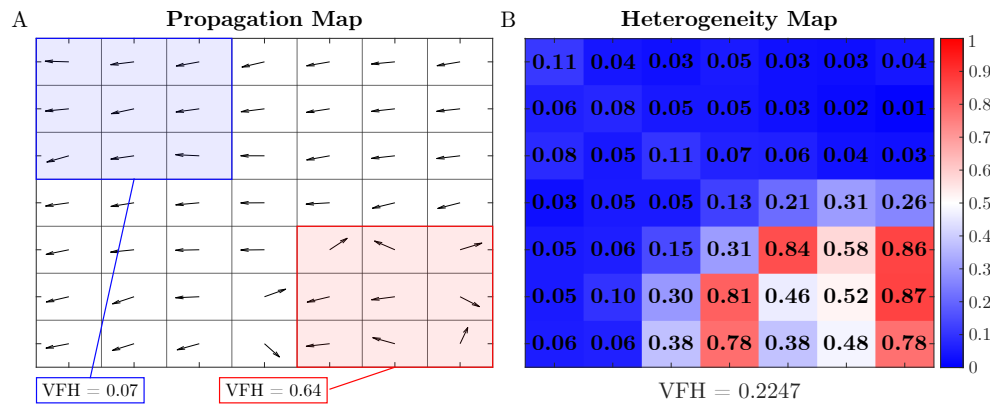 A
Propagation Map
VFH = 0.07
VFH = 0.64
B
Heterogeneity Map
0.11 0.04 0.03 0.05 0.03 0.03 0.04
0.06 0.08 0.05 0.05 0.03 0.02 0.01
0.08 0.05 0.11 0.07 0.06 0.04 0.03
0.03 0.05 0.05 0.13 0.21 0.31 0.26
0.05 0.06 0.15 0.31 0.84 0.58 0.86
0.05 0.10 0.30 0.81 0.46 0.52 0.87
0.06 0.06 0.38 0.78 0.38 0.48 0.78
VFH = 0.2247
1
0.9
0.8
0.7
0.6
0.5
0.4
0.3
0.2
0.1
0